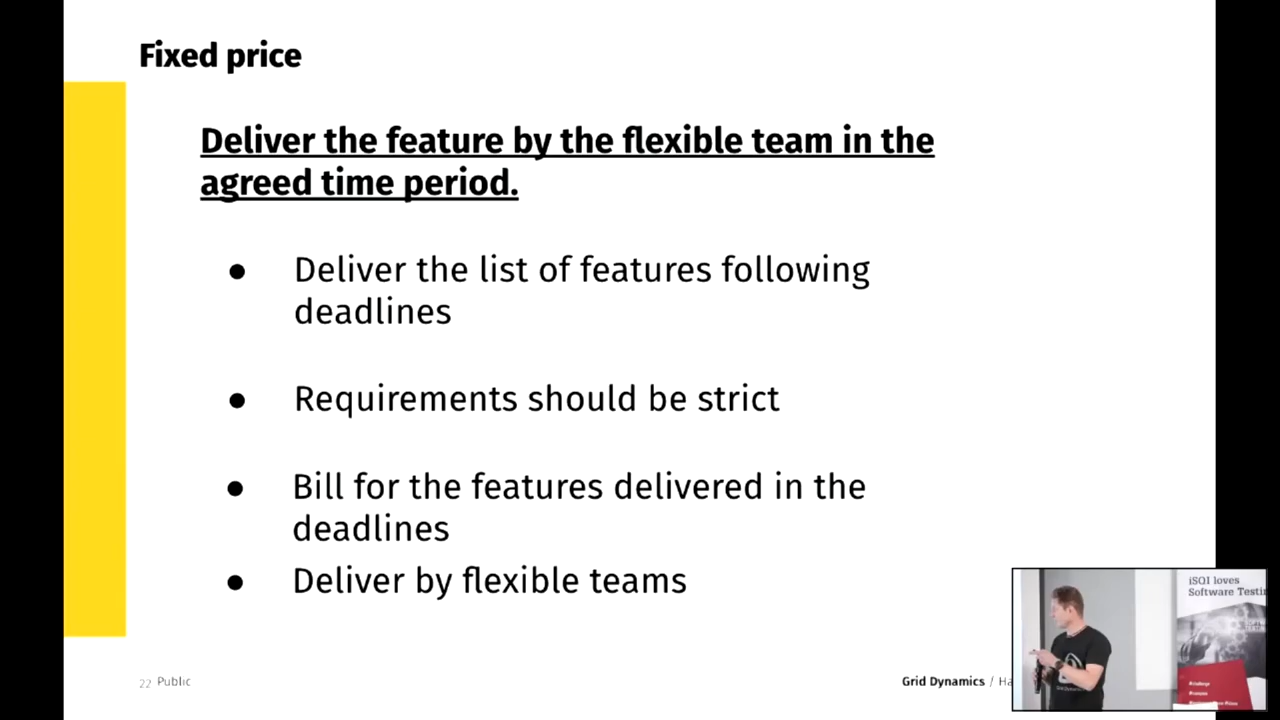 Fixed price
Deliver the feature by the flexible team in the
agreed time period.
● Deliver the list of features following
deadlines
● Requirements should be strict
● Bill for the features delivered in the
deadlines
● Deliver by flexible teams
22 Public
Grid Dynamics / Ha
iSQI loves
Software Testin